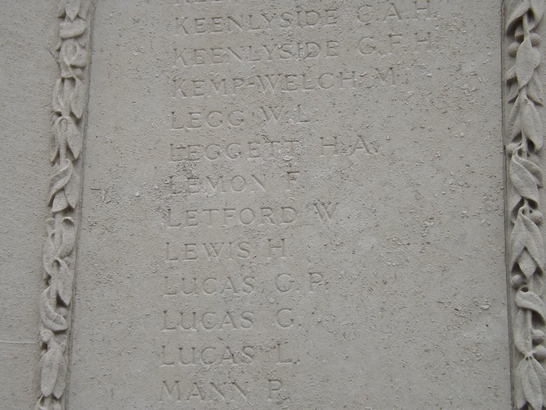 KEENLYSIDE C.A.H.
KEENLYSIDE G.F.H.
KEMP-WELCH M.
LEGG W.L.
LEGGETT H.A.
LEMON F.
LETFORD W.
LEWIS H.
LUCAS G.P.
LUCAS G.
LUCAS L.
MANN P.